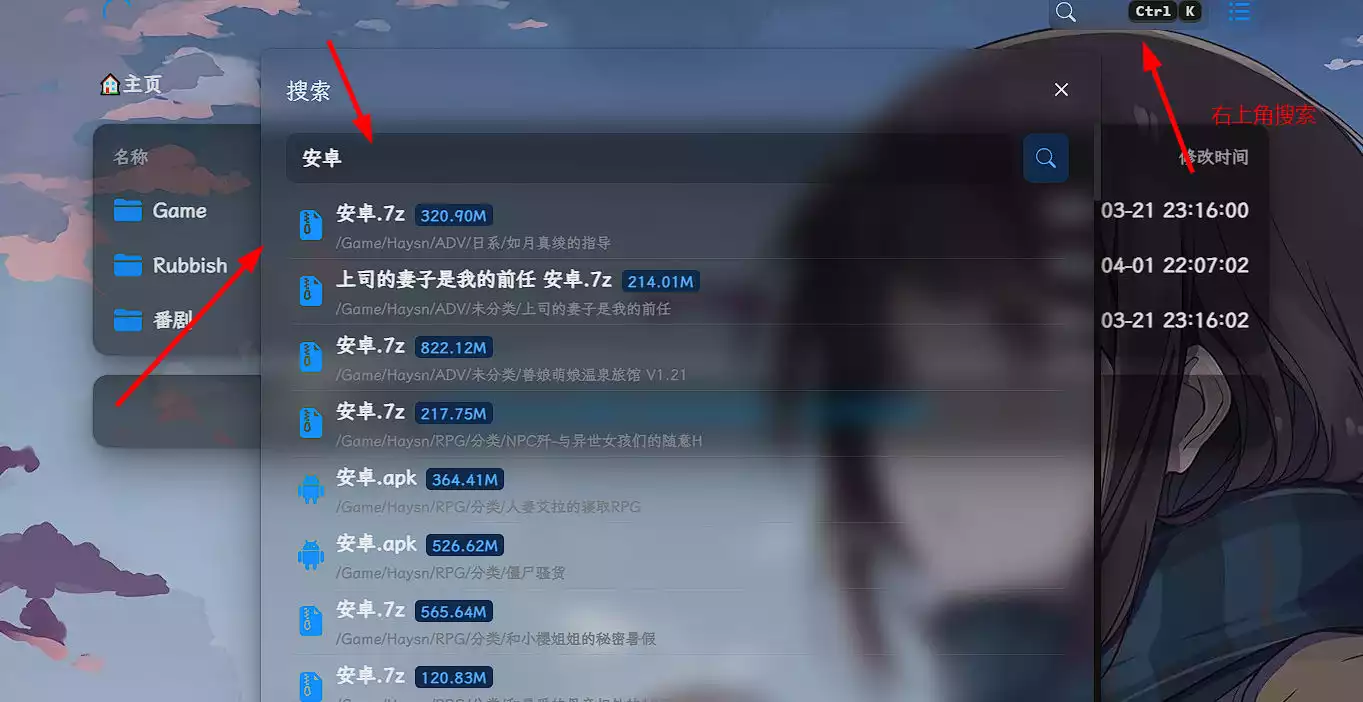 Ctrl K
主页
搜索
右上角搜索
名称
修改时间
安卓
Game
03-21 23:16:00
Rubbish
04-01 22:07:02
番剧
03-21 23:16:02
安卓.7z 320.90M
/Game/Haysn/ADV/日系/如月真绫的指导
上司的妻子是我的前任 安卓.7z 214.01M
/Game/Haysn/ADV/未分类/上司的妻子是我的前任
安卓.7z 822.12M
/Game/Haysn/ADV/未分类/兽娘萌娘温泉旅馆 V1.21
安卓.7z 217.75M
/Game/Haysn/RPG/分类/NPC歼~与异世女孩们的随意H
安卓.apk 364.41M
/Game/Haysn/RPG/分类/人妻艾拉的寝取RPG
安卓.apk 526.62M
/Game/Haysn/RPG/分类/僵尸骚货
安卓.7z 565.64M
/Game/Haysn/RPG/分类/和小樱姐姐的秘密暑假
安卓.7z 120.83M